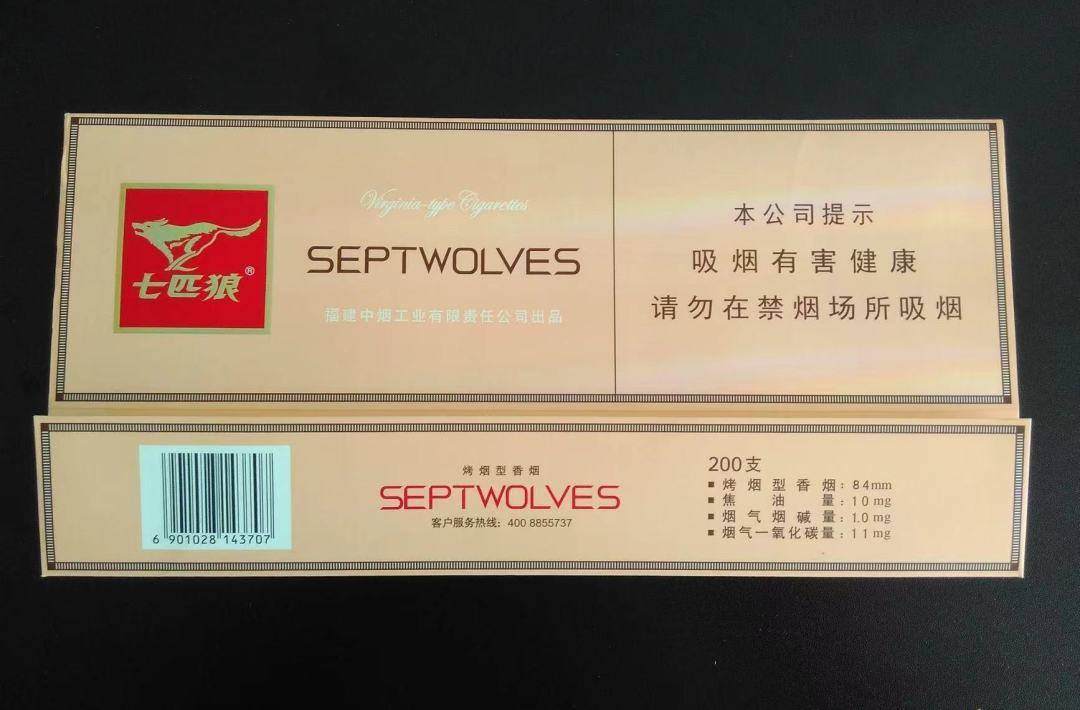 Virginia-type Cigarettes
SEPTWOLVES
七匹狼®
福建中烟工业有限责任公司出品
本公司提示
吸烟有害健康
请勿在禁烟场所吸烟
6 901028 143707
烤烟型香烟
SEPTWOLVES
客户服务热线：400 8855737
200支
■ 烤烟型香烟：84mm
■ 焦油量：10mg
■ 烟气烟碱量：1.0mg
■ 烟气一氧化碳量：11mg